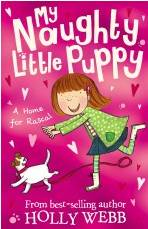 My
Naughty
Little Puppy
A Home
for Rascal
From best-selling author
HOLLY WEBB